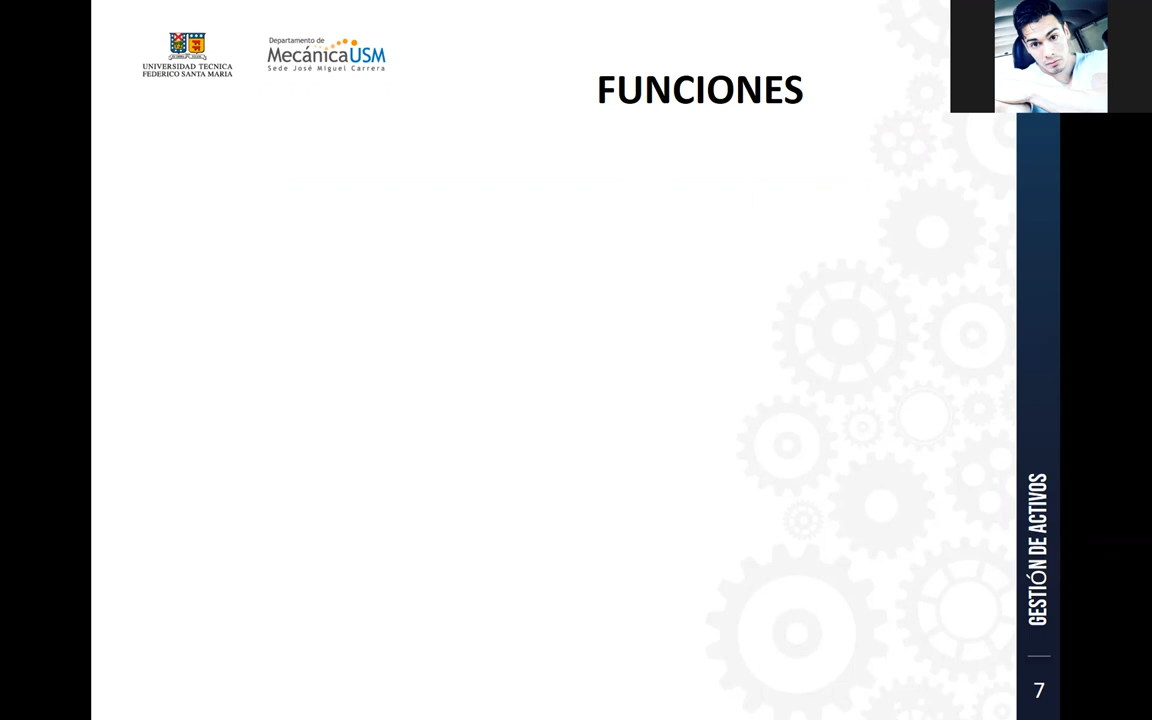 UNIVERSIDAD TECNICA
FEDERICO SANTA MARIA
Departamento de
MecánicaUSM
Sede José Miguel Carrera
FUNCIONES
GESTIÓN DE ACTIVOS
7